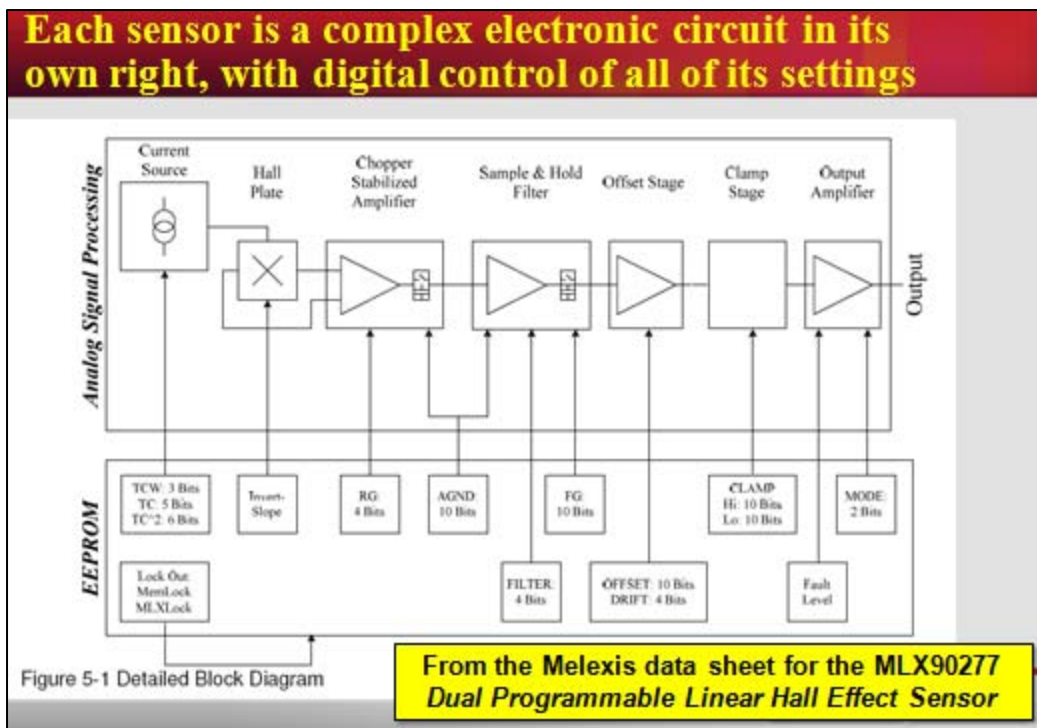 Each sensor is a complex electronic circuit in its
own right, with digital control of all of its settings
Analog Signal Processing
Current
Source
Hall
Plate
Chopper
Stabilized
Amplifier
Sample & Hold
Filter
Offset Stage
Clamp
Stage
Output
Amplifier
Output
EEPROM
TCW: 3 Bits
TC: 5 Bits
TC^2: 6 Bits
Invert-
Slope
RG:
4 Bits
AGND:
10 Bits
FG:
10 Bits
CLAMP
Hi: 10 Bits
Lo: 10 Bits
MODE:
2 Bits
Lock Out:
MemLock
MLXLock
FILTER:
4 Bits
OFFSET: 10 Bits
DRIFT: 4 Bits
Fault
Level
Figure 5-1 Detailed Block Diagram
From the Melexis data sheet for the MLX90277
Dual Programmable Linear Hall Effect Sensor